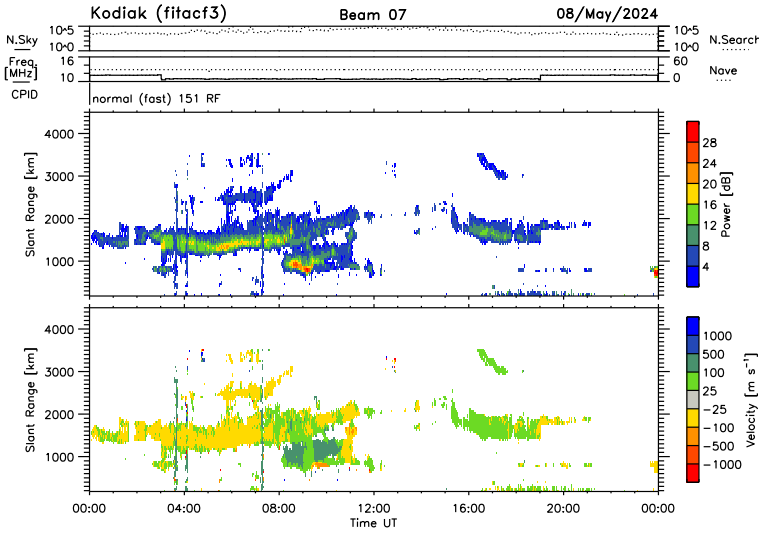 Kodiak (fitacf3) Beam 07 08/May/2024
N.Sky 10^5 10^0 10^5 10^0 N.Search
Freq. [MHz] 16 10 60 0 Nave
CPID normal (fast) 151 RF
Slant Range [km] 4000 3000 2000 1000
28 24 20 16 12 8 4 Power [dB]
Slant Range [km] 4000 3000 2000 1000
1000 500 100 25 −25 −100 −500 −1000 Velocity [m s⁻¹]
00:00 04:00 08:00 12:00 16:00 20:00 00:00
Time UT